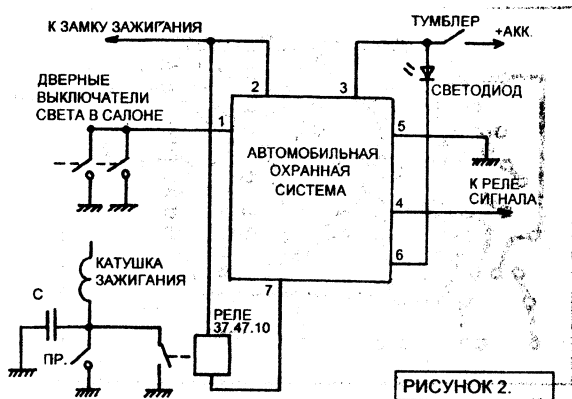 К ЗАМКУ ЗАЖИГАНИЯ
ТУМБЛЕР
+АКК.
2
3
СВЕТОДИОД
ДВЕРНЫЕ
ВЫКЛЮЧАТЕЛИ
СВЕТА В САЛОНЕ
1
5
АВТОМОБИЛЬНАЯ
ОХРАННАЯ
СИСТЕМА
4
К РЕЛЕ
СИГНАЛА
6
7
КАТУШКА
ЗАЖИГАНИЯ
С
РЕЛЕ
37.47.10
ПР.
РИСУНОК 2.